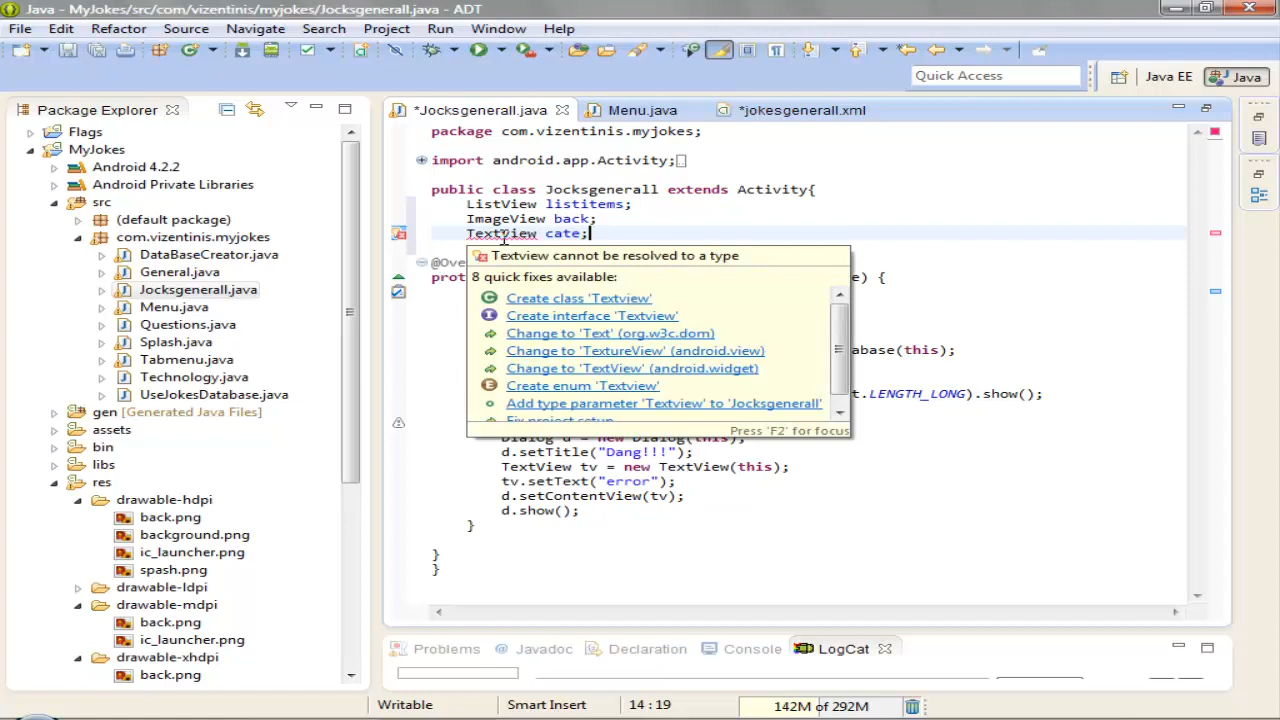 Java - MyJokes/src/com/vizentinis/myjokes/Jocksgenerall.java - ADT
File Edit Refactor Source Navigate Search Project Run Window Help
Quick Access
Java EE
Java
Package Explorer
Flags
MyJokes
Android 4.2.2
Android Private Libraries
src
(default package)
com.vizentinis.myjokes
DataBaseCreator.java
General.java
Jocksgenerall.java
Menu.java
Questions.java
Splash.java
Tabmenu.java
Technology.java
UseJokesDatabase.java
gen [Generated Java Files]
assets
bin
libs
res
drawable-hdpi
back.png
background.png
ic_launcher.png
spash.png
drawable-ldpi
drawable-mdpi
back.png
ic_launcher.png
drawable-xhdpi
back.png
*Jocksgenerall.java
Menu.java
*jokesgenerall.xml
package com.vizentinis.myjokes;
import android.app.Activity;
public class Jocksgenerall extends Activity{
ListView listitems;
ImageView back;
Textview cate;
Textview cannot be resolved to a type
8 quick fixes available:
Create class 'Textview'
Create interface 'Textview'
Change to 'Text' (org.w3c.dom)
Change to 'TextureView' (android.view)
Change to 'TextView' (android.widget)
Create enum 'Textview'
Add type parameter 'Textview' to 'Jocksgenerall'
Fix project setup...
Press 'F2' for focus
@Ove
prot
) {
abase(this);
t.LENGTH_LONG).show();
Dialog d = new Dialog(this);
d.setTitle("Dang!!!");
TextView tv = new TextView(this);
tv.setText("error");
d.setContentView(tv);
d.show();
}
}
}
Problems
Javadoc
Declaration
Console
LogCat
Writable
Smart Insert
14 : 19
142M of 292M